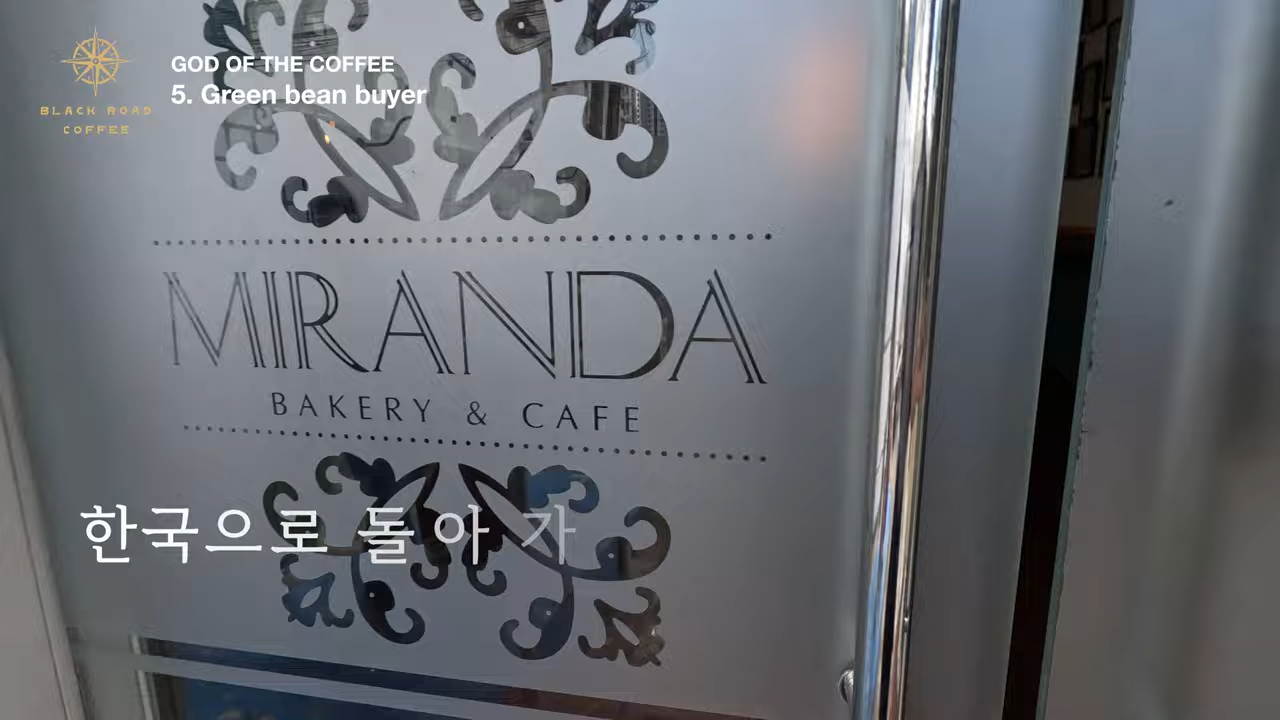 BLACK ROAD
COFFEE
GOD OF THE COFFEE
5. Green bean buyer
MIRANDA
BAKERY & CAFE
한국으로 돌아 가